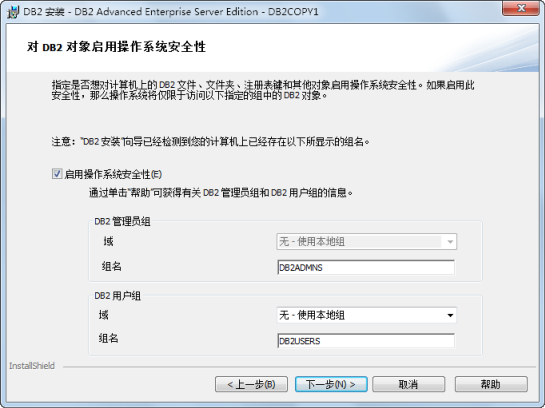 DB2 安装 - DB2 Advanced Enterprise Server Edition - DB2COPY1
对 DB2 对象启用操作系统安全性
指定是否想对计算机上的 DB2 文件、文件夹、注册表键和其他对象启用操作系统安全性。如果启用此
安全性，那么操作系统将仅限于访问以下指定的组中的 DB2 对象。
注意：“DB2 安装”向导已经检测到您的计算机上已经存在以下所显示的组名。
启用操作系统安全性(E)
通过单击“帮助”可获得有关 DB2 管理员组和 DB2 用户组的信息。
DB2 管理员组
域 无 - 使用本地组
组名 DB2ADMNS
DB2 用户组
域 无 - 使用本地组
组名 DB2USERS
InstallShield
< 上一步(B) 下一步(N) > 取消 帮助